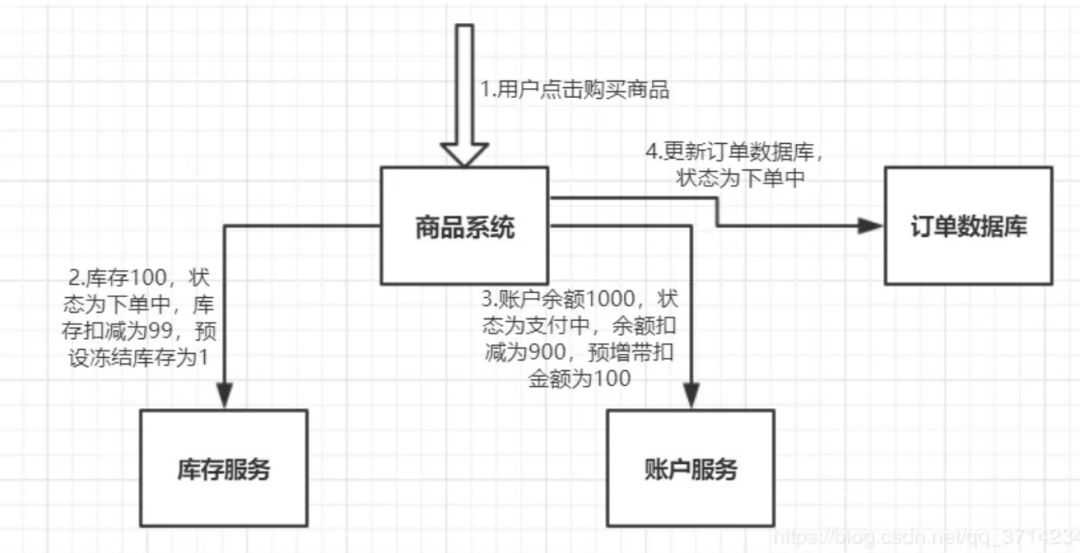 1.用户点击购买商品
4.更新订单数据库，
状态为下单中
商品系统
订单数据库
2.库存100，状
态为下单中，库
存扣减为99，预
设冻结库存为1
3.账户余额1000，状
态为支付中，余额扣
减为900，预增带扣
金额为100
库存服务
账户服务
https://blog.csdn.net/qq_3714234